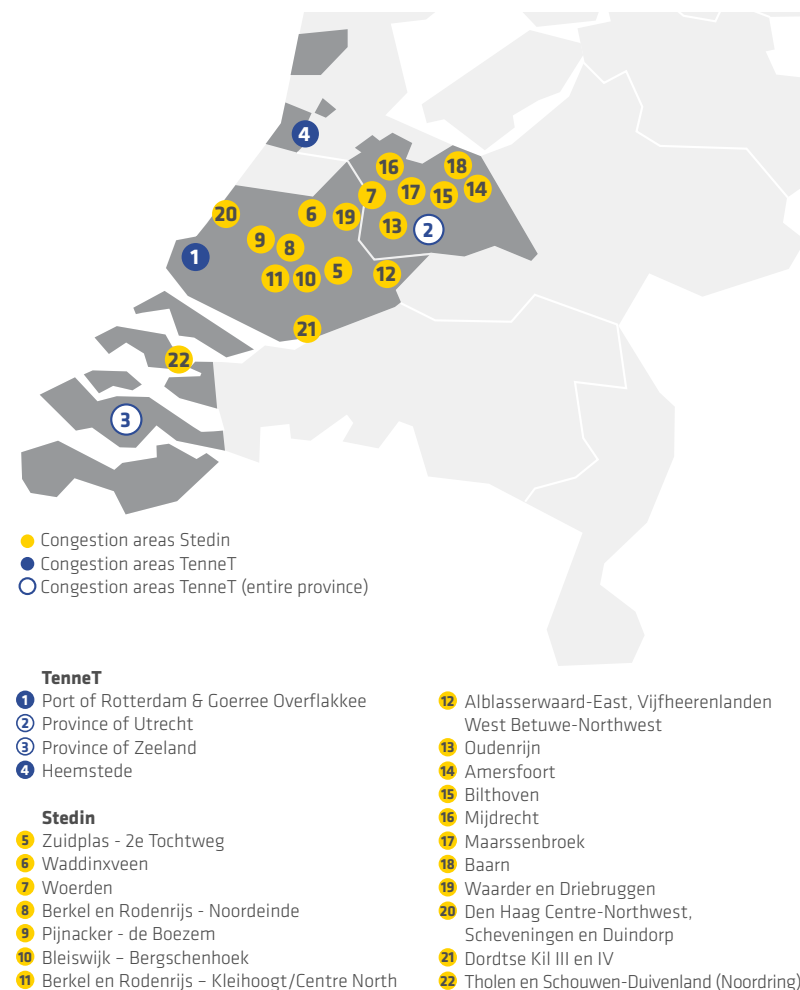 4
16
18
7
17
15
14
20
6
19
13
2
9
8
1
11
10
5
12
21
22
3
Congestion areas Stedin
Congestion areas TenneT
Congestion areas TenneT (entire province)
TenneT
1 Port of Rotterdam & Goerree Overflakkee
2 Province of Utrecht
3 Province of Zeeland
4 Heemstede
Stedin
5 Zuidplas - 2e Tochtweg
6 Waddinxveen
7 Woerden
8 Berkel en Rodenrijs - Noordeinde
9 Pijnacker - de Boezem
10 Bleiswijk – Bergschenhoek
11 Berkel en Rodenrijs – Kleihoogt/Centre North
12 Alblasserwaard-East, Vijfheerenlanden
West Betuwe-Northwest
13 Oudenrijn
14 Amersfoort
15 Bilthoven
16 Mijdrecht
17 Maarssenbroek
18 Baarn
19 Waarder en Driebruggen
20 Den Haag Centre-Northwest,
Scheveningen en Duindorp
21 Dordtse Kil III en IV
22 Tholen en Schouwen-Duivenland (Noordring)